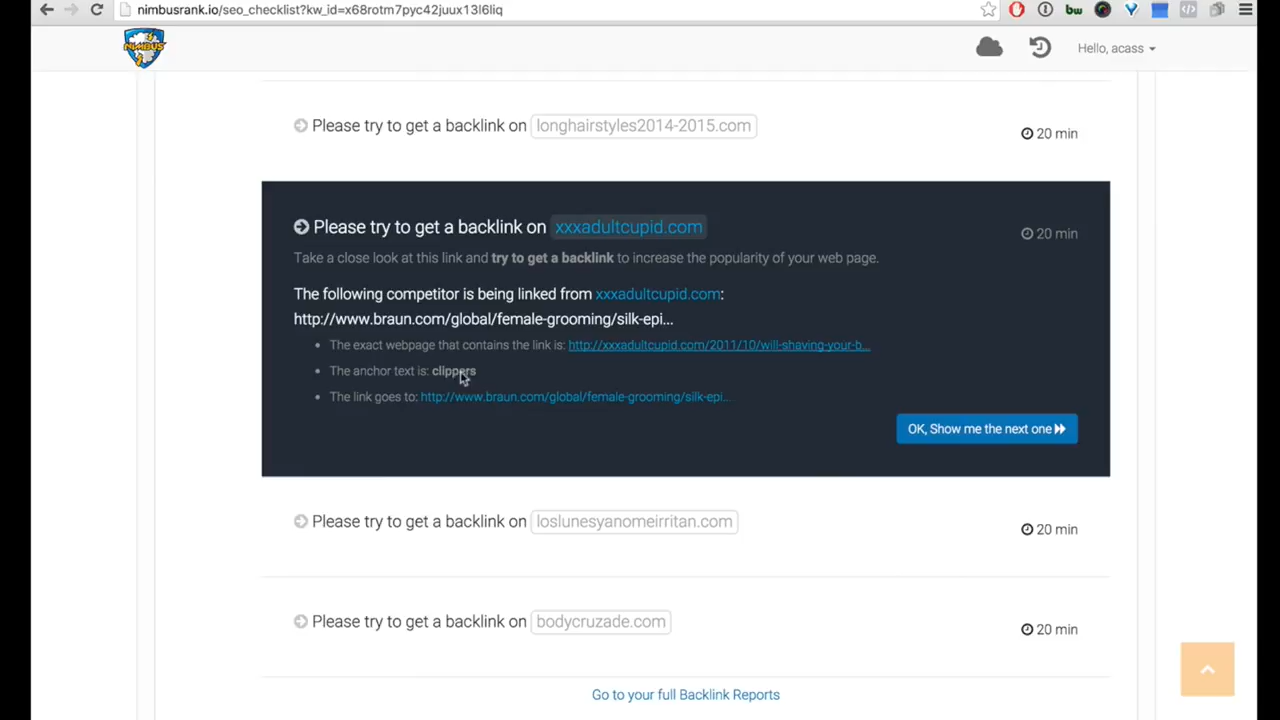 nimbusrank.io/seo_checklist?kw_id=x68rotm7pyc42juux13l6liq
bw
NIMBUS
Hello, acass
Please try to get a backlink on longhairstyles2014-2015.com
20 min
Please try to get a backlink on xxxadultcupid.com
20 min
Take a close look at this link and try to get a backlink to increase the popularity of your web page.
The following competitor is being linked from xxxadultcupid.com:
http://www.braun.com/global/female-grooming/silk-epi...
The exact webpage that contains the link is: http://xxxadultcupid.com/2011/10/will-shaving-your-b...
The anchor text is: clippers
The link goes to: http://www.braun.com/global/female-grooming/silk-epi...
OK, Show me the next one
Please try to get a backlink on loslunesyanomeirritan.com
20 min
Please try to get a backlink on bodycruzade.com
20 min
Go to your full Backlink Reports